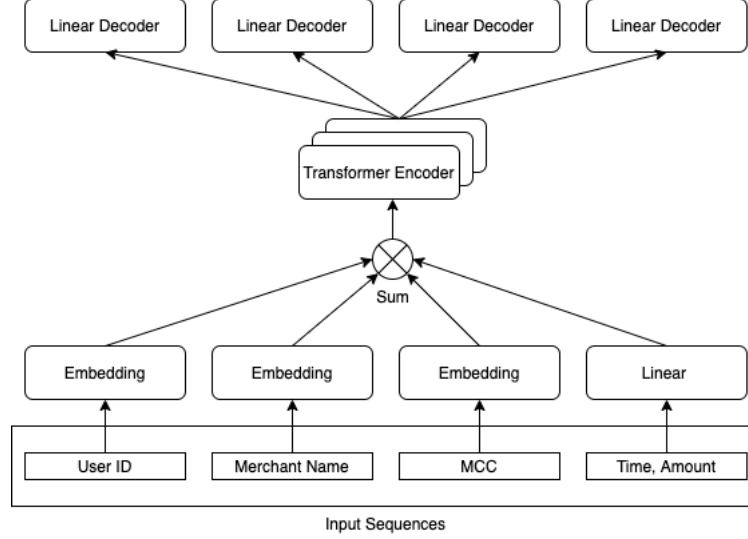 Linear Decoder Linear Decoder Linear Decoder Linear Decoder
Transformer Encoder
Sum
Embedding Embedding Embedding Linear
User ID Merchant Name MCC Time, Amount
Input Sequences